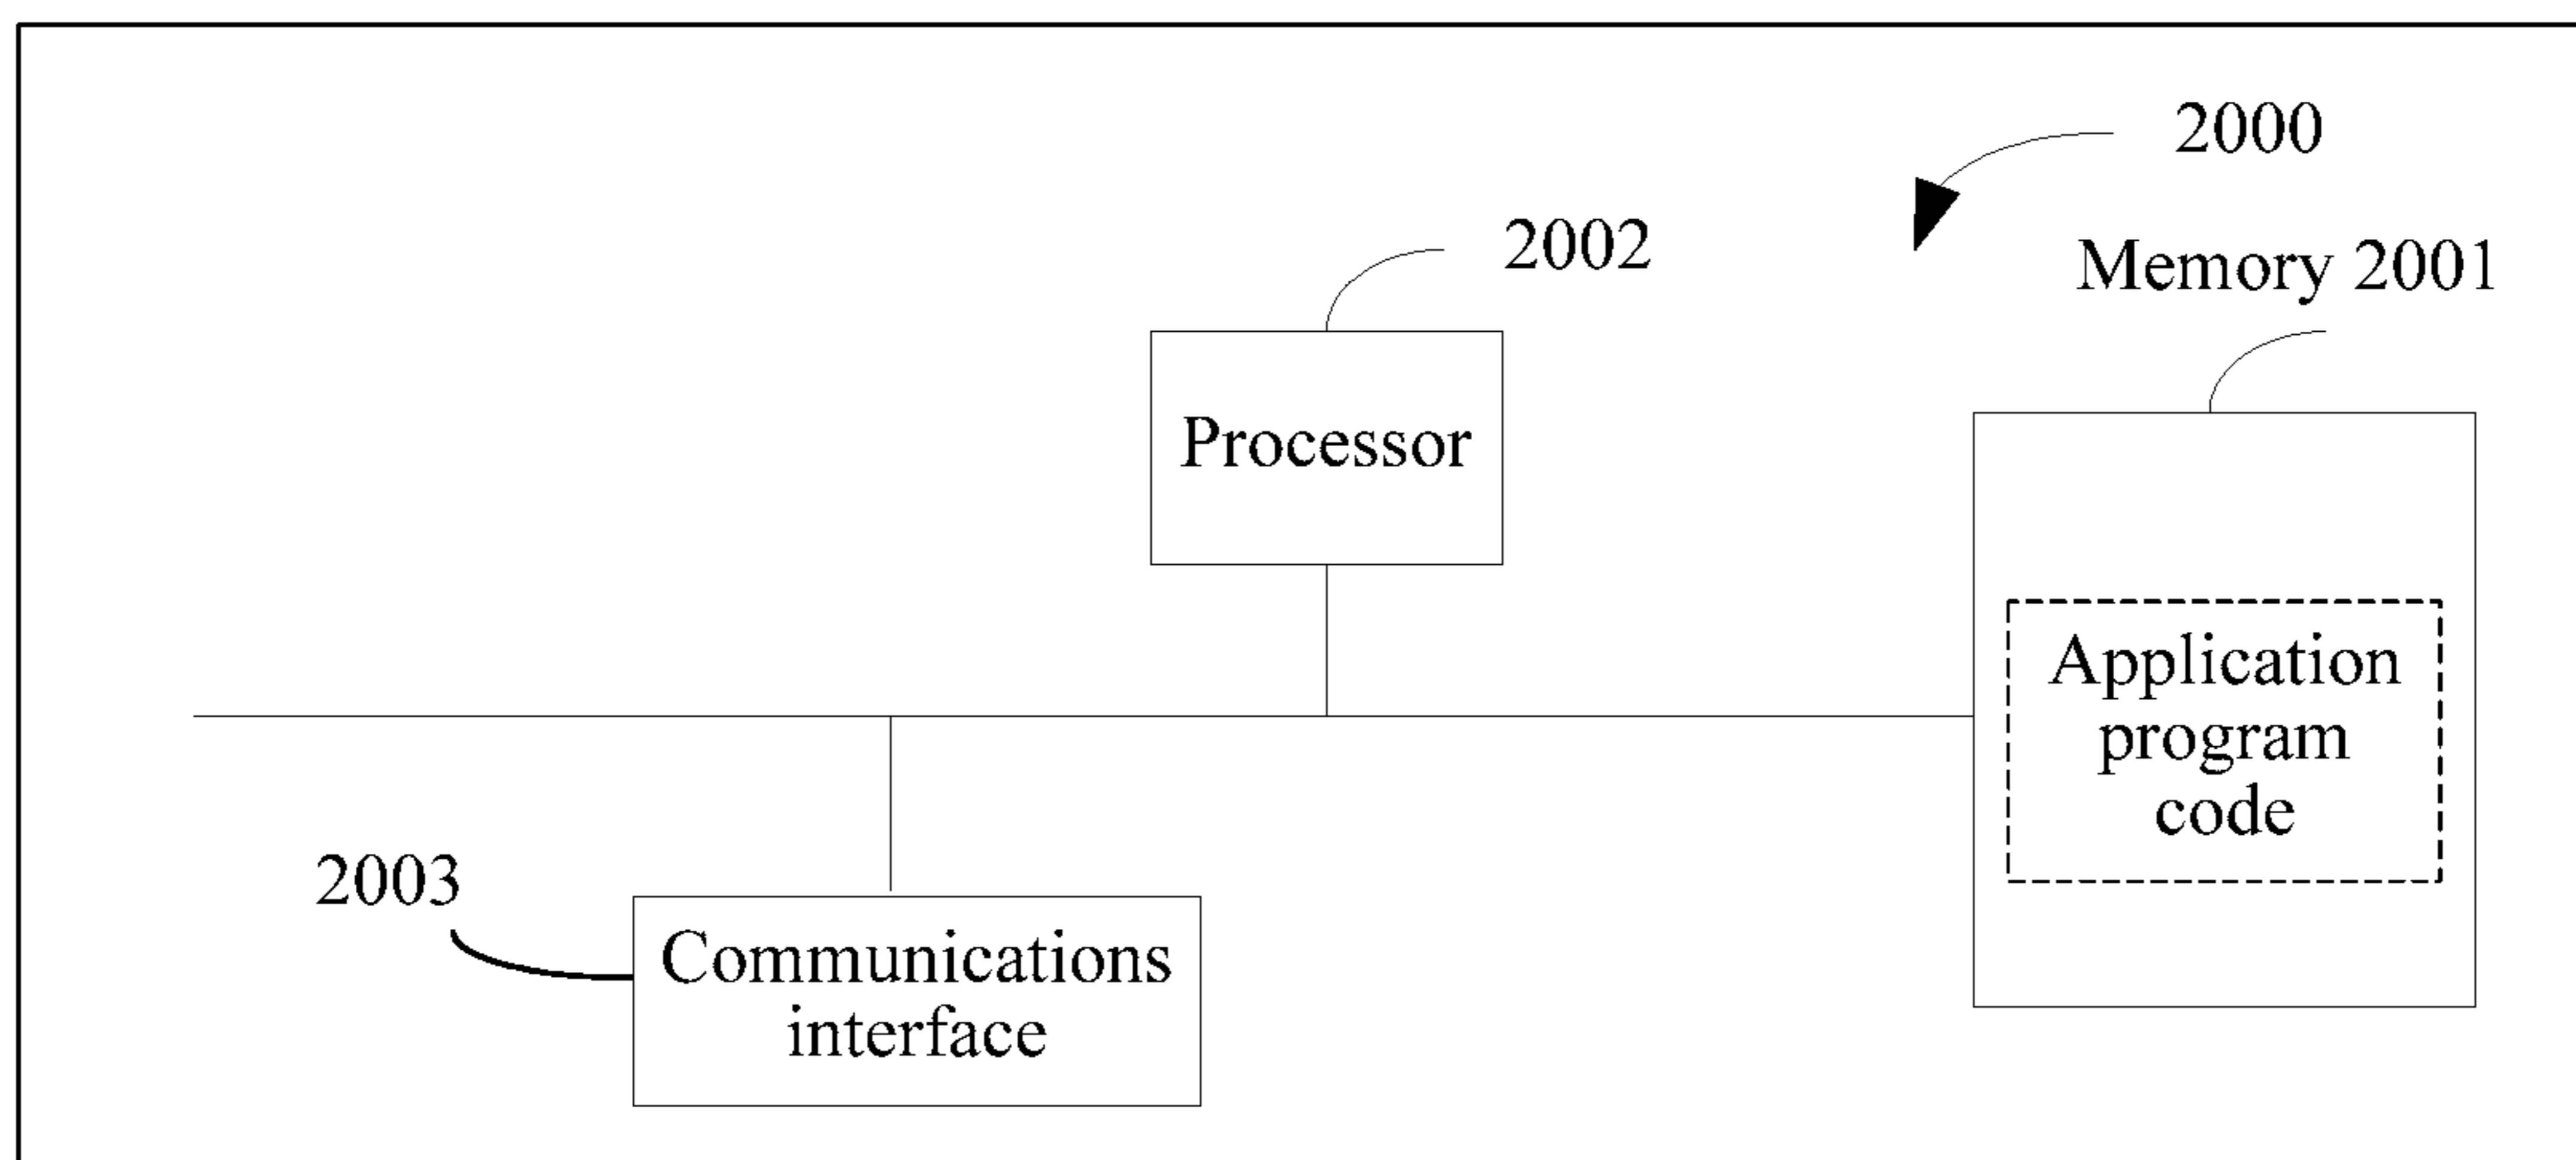 2000
2002
Memory 2001
Processor
Application
program
code
2003
Communications
interface